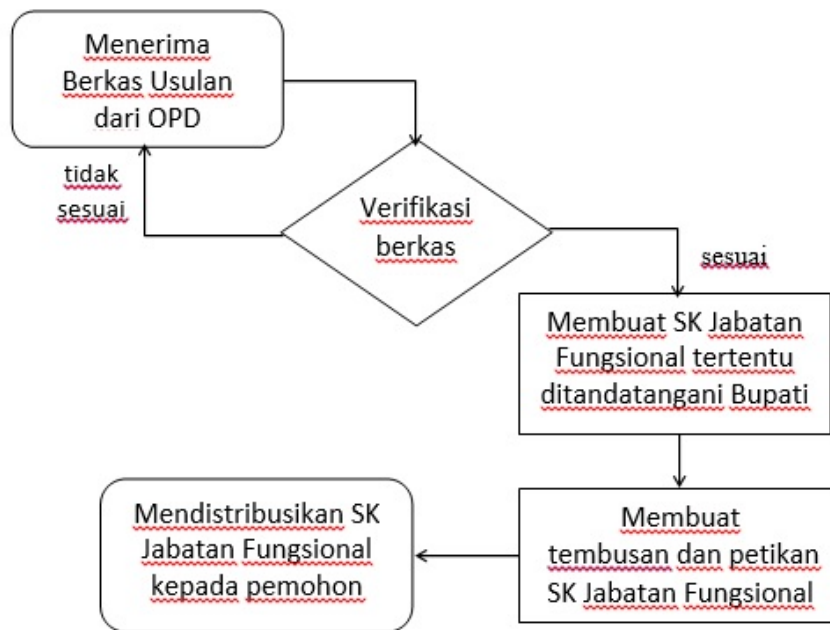 Menerima
Berkas Usulan
dari OPD
tidak
sesuai
Verifikasi
berkas
sesuai
Membuat SK Jabatan
Fungsional tertentu
ditandatangani Bupati
Membuat
tembusan dan petikan
SK Jabatan Fungsional
Mendistribusikan SK
Jabatan Fungsional
kepada pemohon